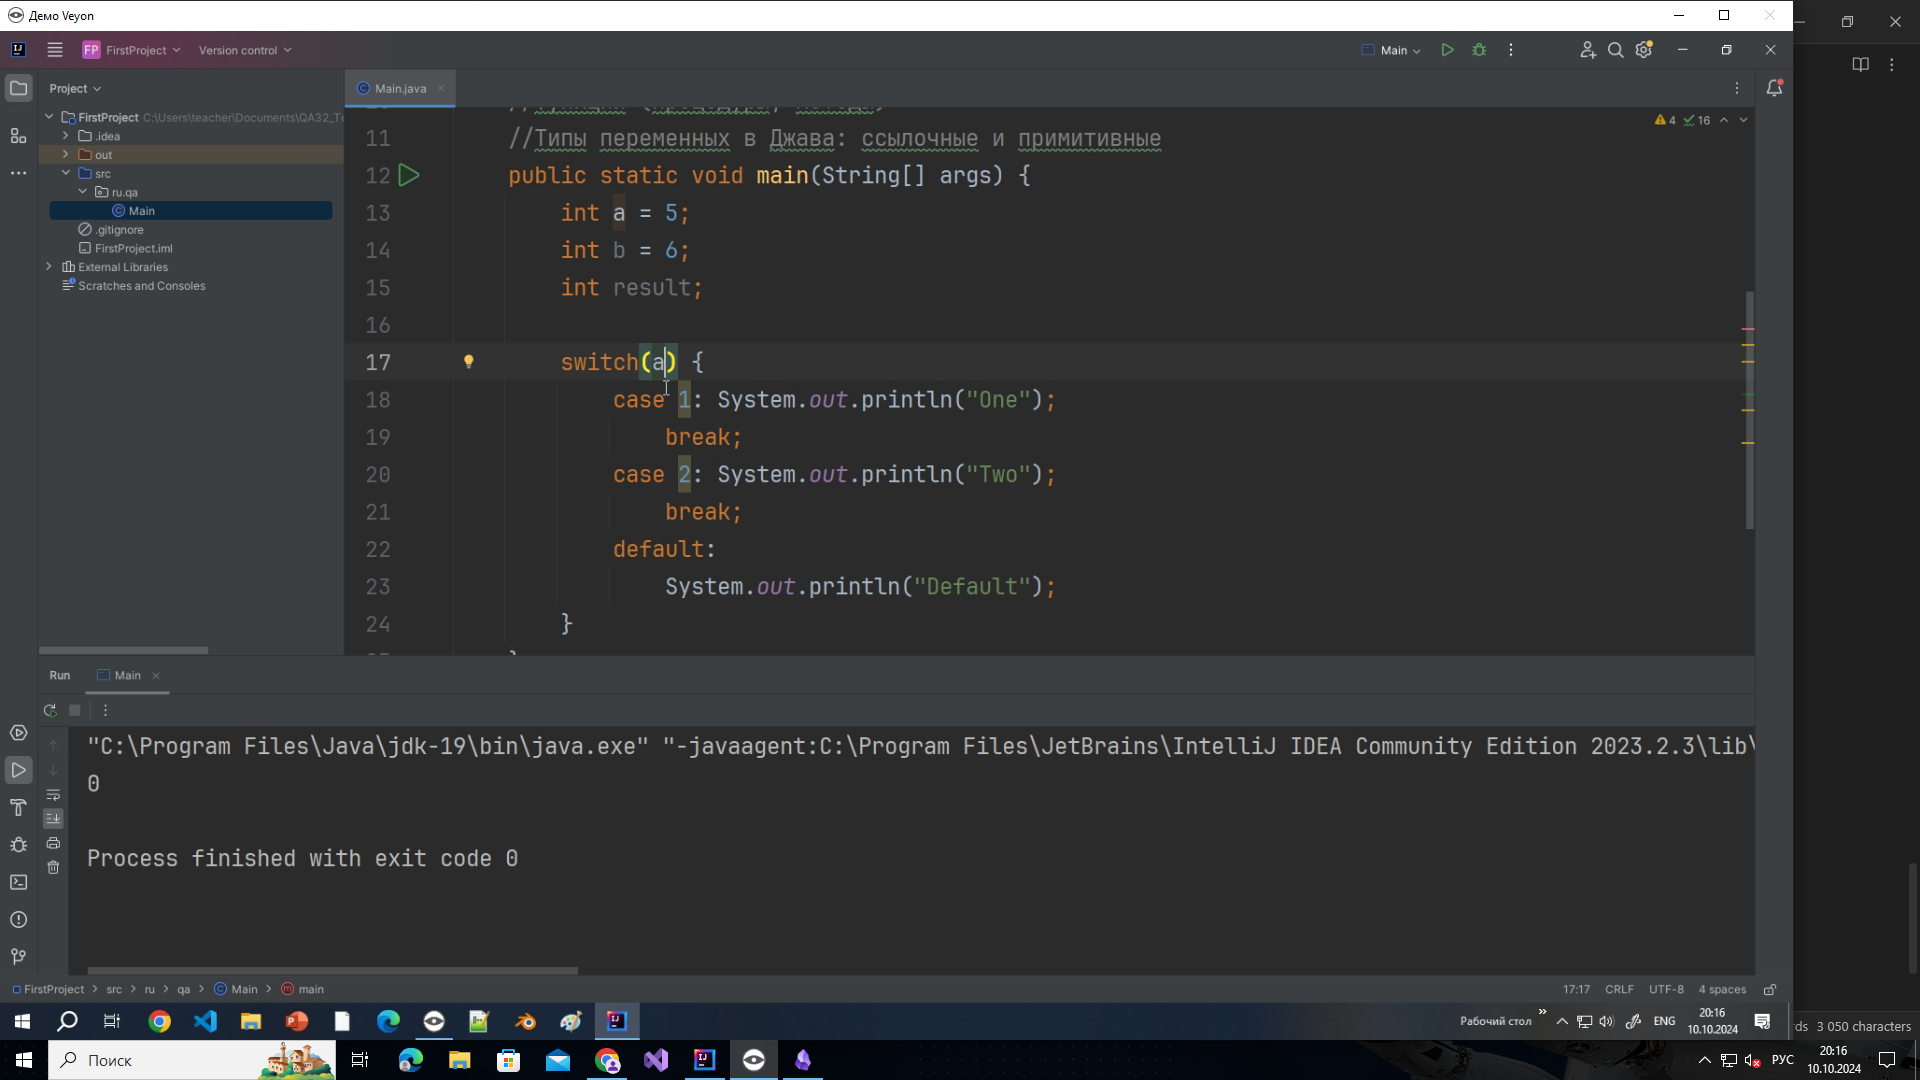 Демо Veyon
FP FirstProject
Version control
Main
Project
Main.java
FirstProject C:\Users\teacher\Documents\QA32_Te
.idea
out
src
ru.qa
Main
.gitignore
FirstProject.iml
External Libraries
Scratches and Consoles
4 16
11 //Типы переменных в Джава: ссылочные и примитивные
12 public static void main(String[] args) {
13 int a = 5;
14 int b = 6;
15 int result;
16
17 switch(a) {
18 case 1: System.out.println("One");
19 break;
20 case 2: System.out.println("Two");
21 break;
22 default:
23 System.out.println("Default");
24 }
Run Main
"C:\Program Files\Java\jdk-19\bin\java.exe" "-javaagent:C:\Program Files\JetBrains\IntelliJ IDEA Community Edition 2023.2.3\lib\
0
Process finished with exit code 0
FirstProject > src > ru > qa > Main > main
17:17 CRLF UTF-8 4 spaces
Рабочий стол
ENG
20:16
10.10.2024
3 050 characters
Поиск
РУС
20:16
10.10.2024